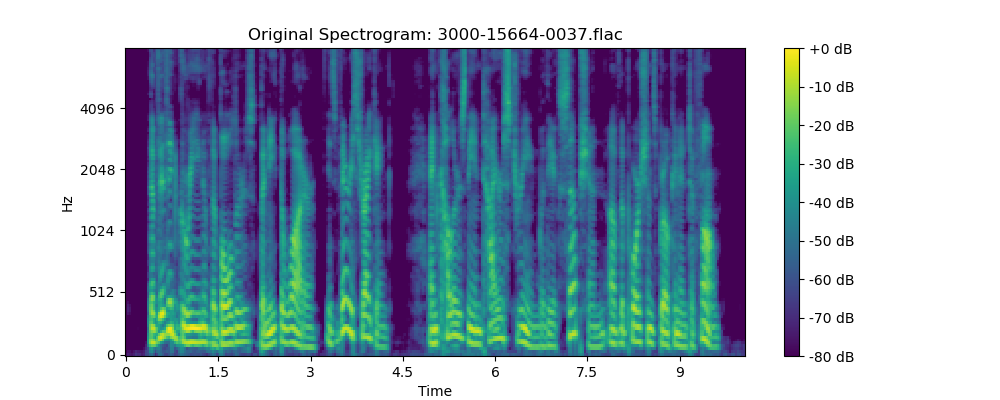 Original Spectrogram: 3000-15664-0037.flac
Hz
4096
2048
1024
512
0
0 1.5 3 4.5 6 7.5 9
Time
+0 dB
-10 dB
-20 dB
-30 dB
-40 dB
-50 dB
-60 dB
-70 dB
-80 dB